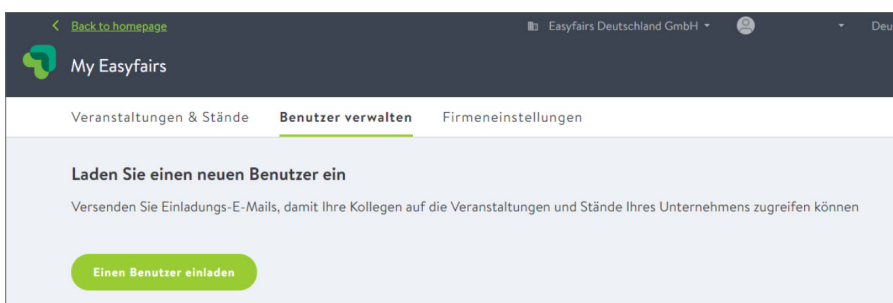 Back to homepage Easyfairs Deutschland GmbH Deu
My Easyfairs
Veranstaltungen & Stände Benutzer verwalten Firmeneinstellungen
Laden Sie einen neuen Benutzer ein
Versenden Sie Einladungs-E-Mails, damit Ihre Kollegen auf die Veranstaltungen und Stände Ihres Unternehmens zugreifen können
Einen Benutzer einladen